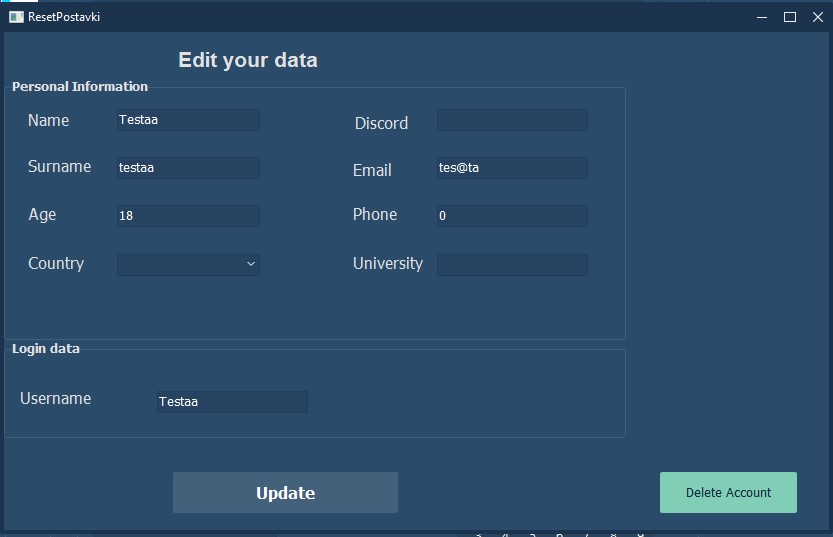 ResetPostavki
Edit your data
Personal Information
Name Testaa Discord
Surname testaa Email tes@ta
Age 18 Phone 0
Country University
Login data
Username Testaa
Update Delete Account